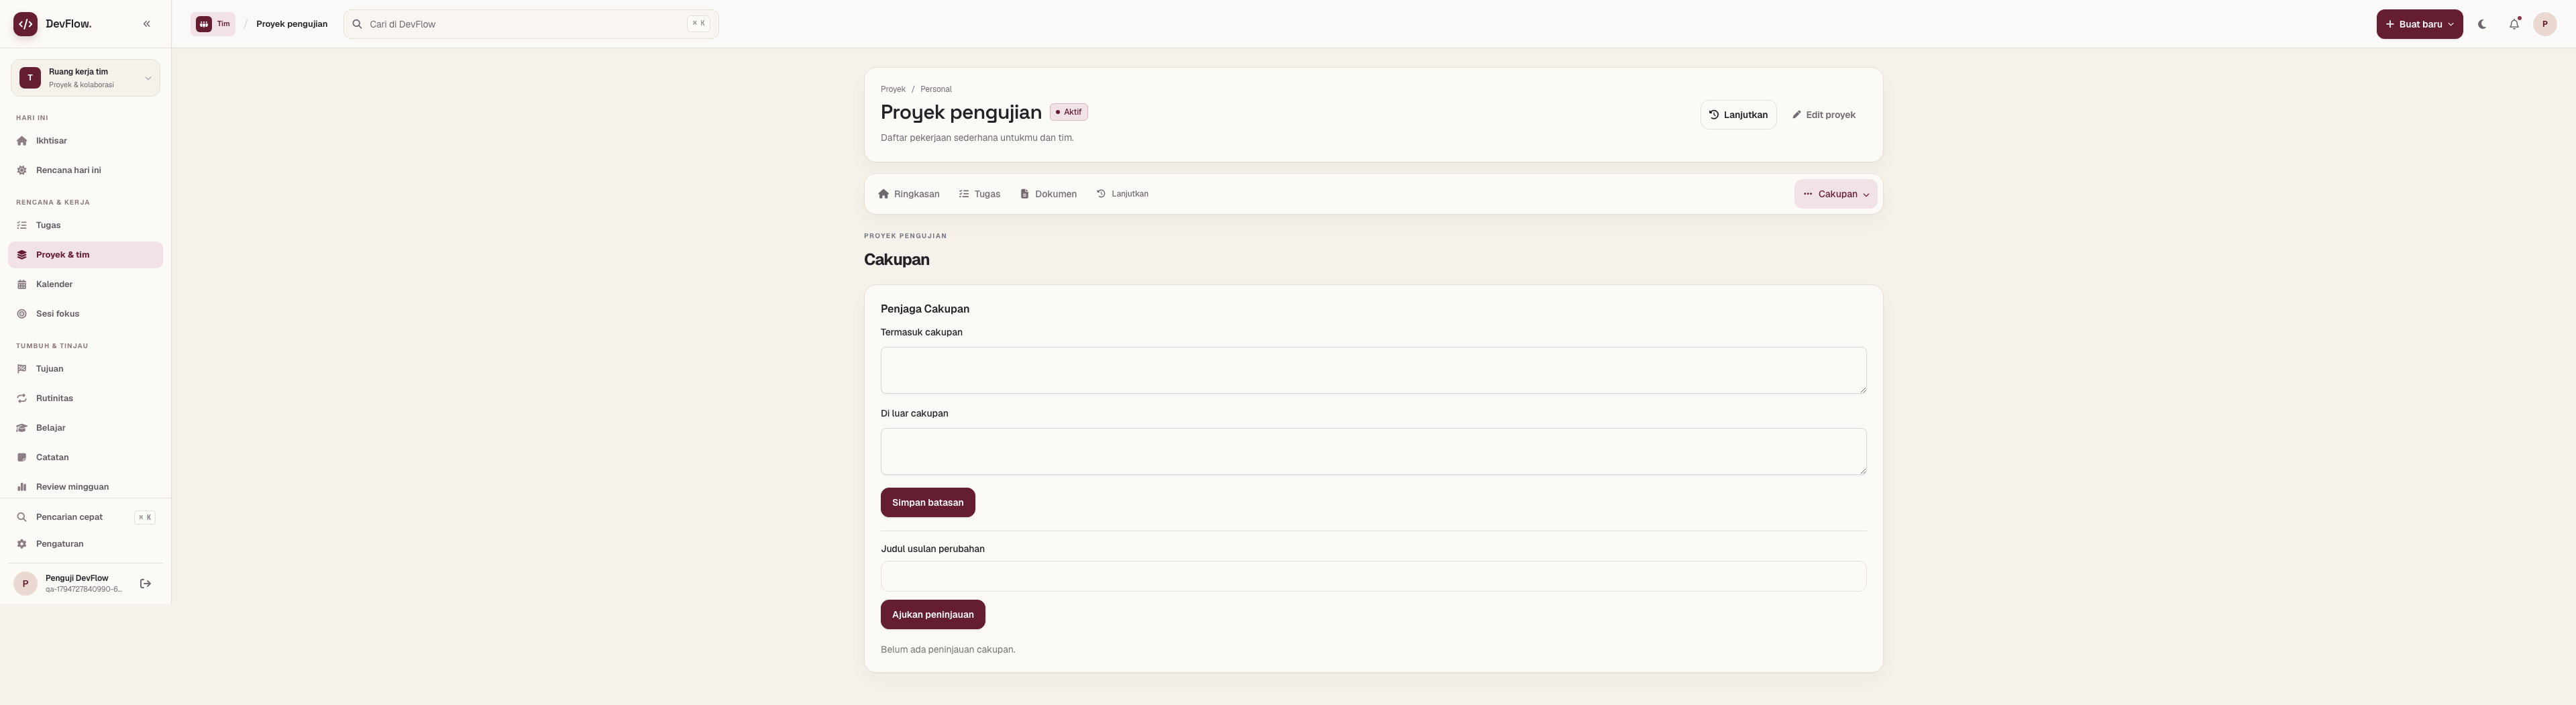 DevFlow.
Ruang kerja tim
T
Proyek & kolaborasi
HARI INI
Ikhtisar
Rencana hari ini
RENCANA & KERJA
Tugas
Proyek & tim
Kalender
Sesi fokus
TUMBUH & TINJAU
Tujuan
Rutinitas
Belajar
Catatan
Review mingguan
Pencarian cepat ⌘ K
Pengaturan
P
Penguji DevFlow
qa-1794727840990-6...
Tim / Proyek pengujian
Cari di DevFlow ⌘ K
+ Buat baru
P
Proyek / Personal
Proyek pengujian
Aktif
Daftar pekerjaan sederhana untukmu dan tim.
Lanjutkan
Edit proyek
Ringkasan
Tugas
Dokumen
Lanjutkan
Cakupan
PROYEK PENGUJIAN
Cakupan
Penjaga Cakupan
Termasuk cakupan
Di luar cakupan
Simpan batasan
Judul usulan perubahan
Ajukan peninjauan
Belum ada peninjauan cakupan.